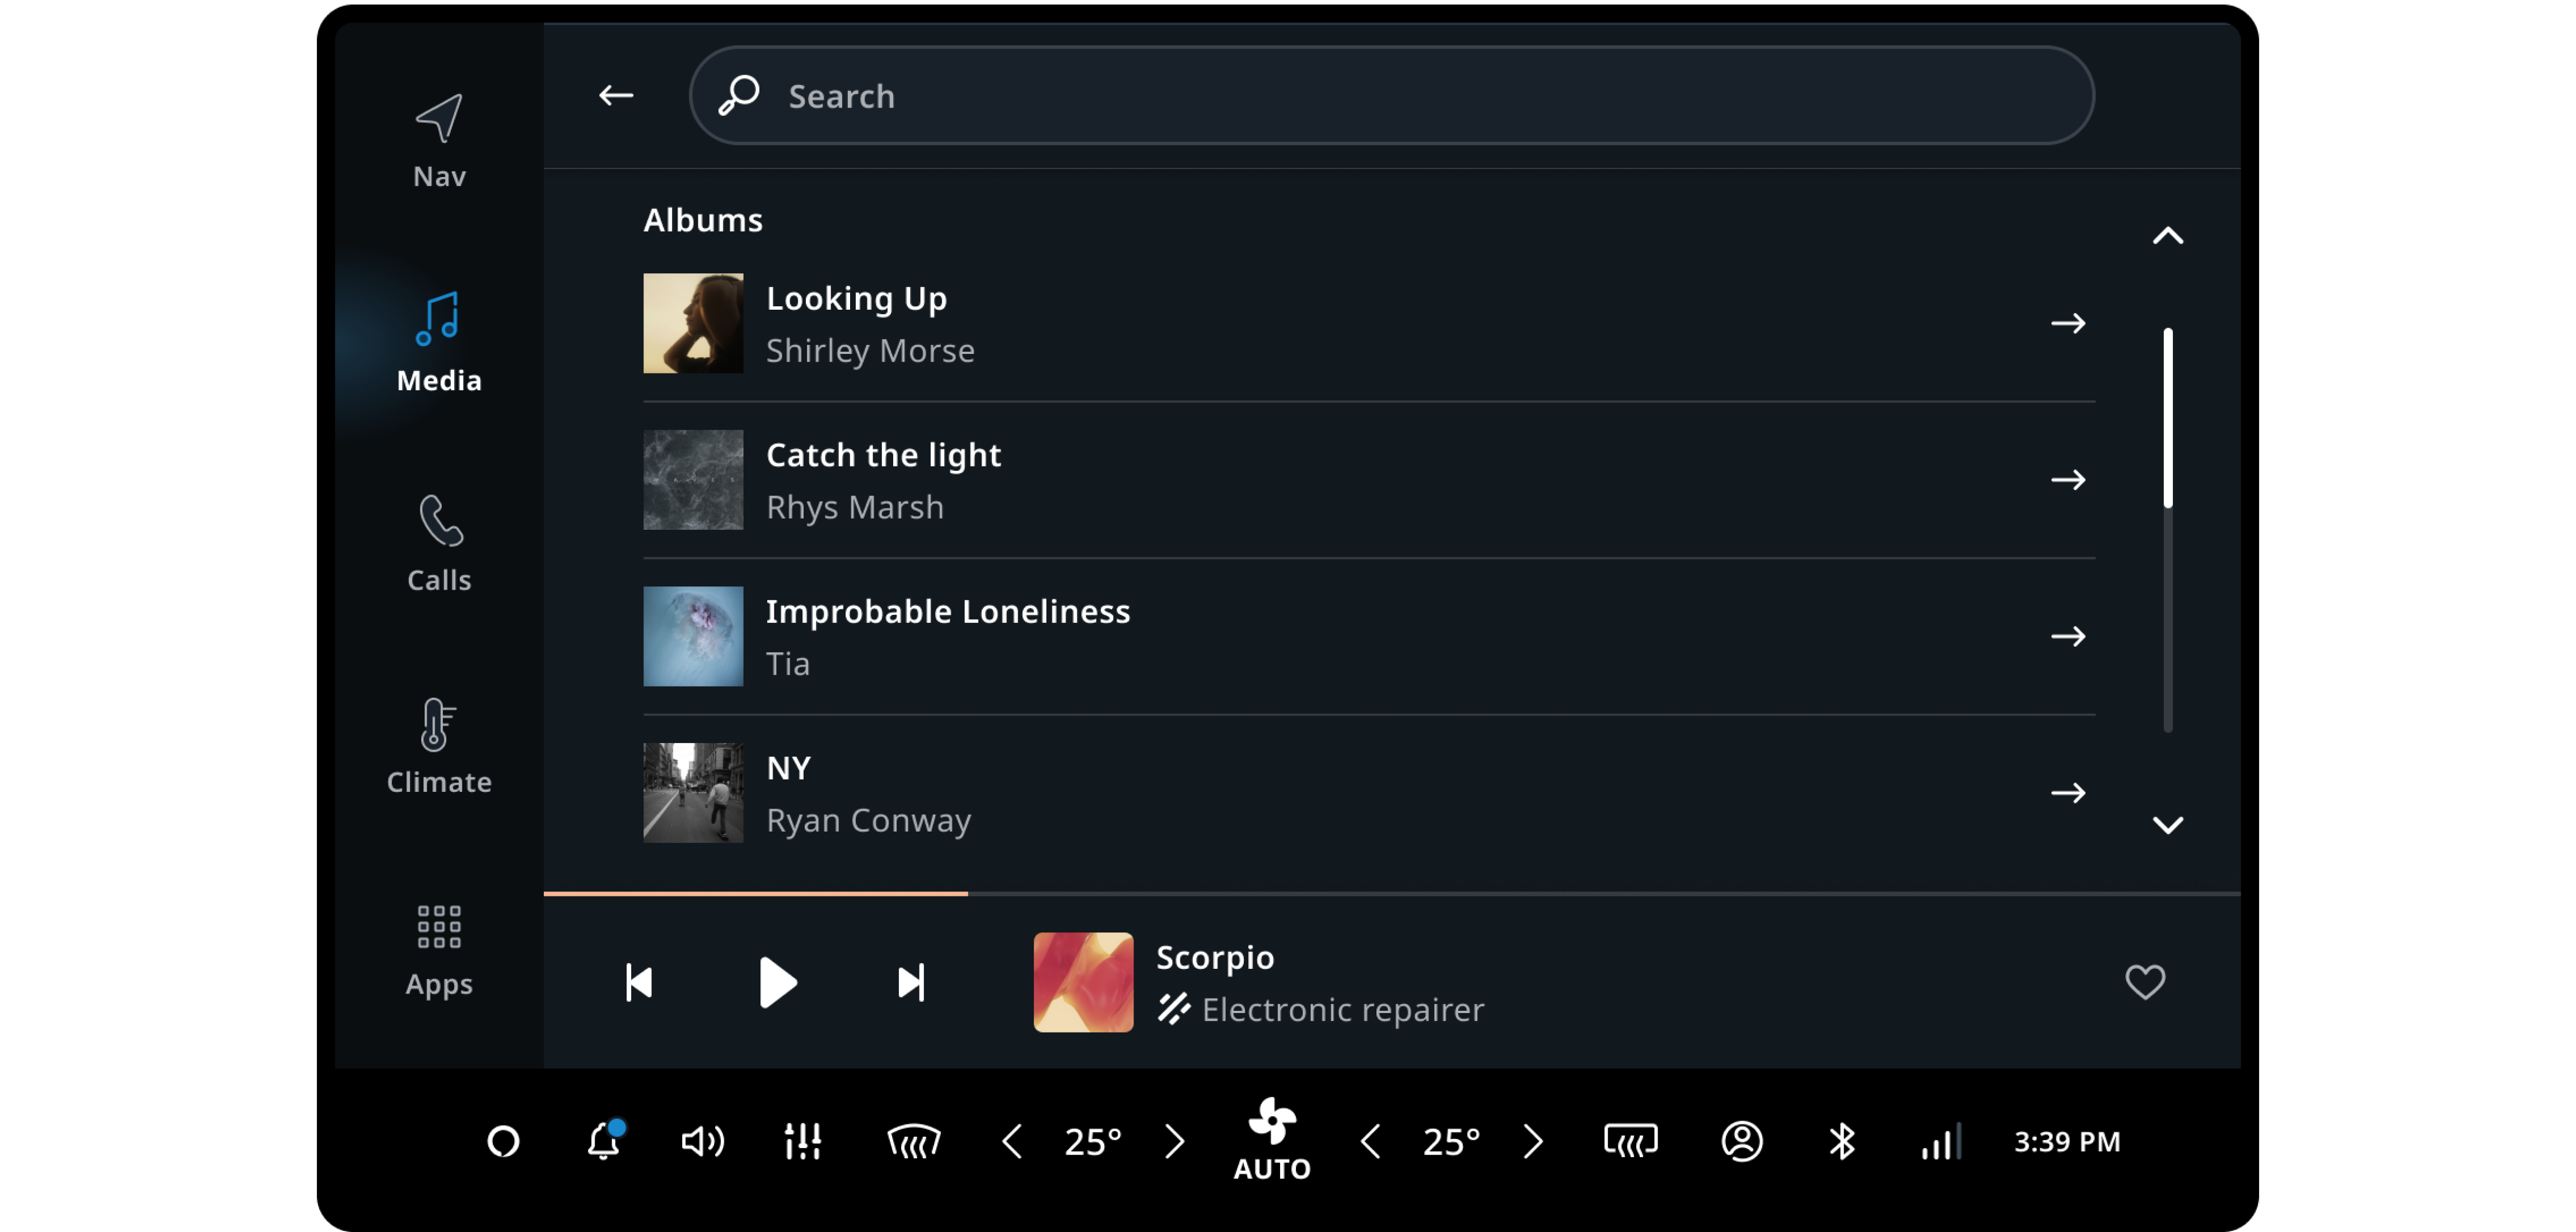 Search
Nav
Albums
Looking Up
Shirley Morse
Media
Catch the light
Rhys Marsh
Calls
Improbable Loneliness
Tia
Climate
NY
Ryan Conway
Apps
Scorpio
Electronic repairer
25°
AUTO
25°
3:39 PM